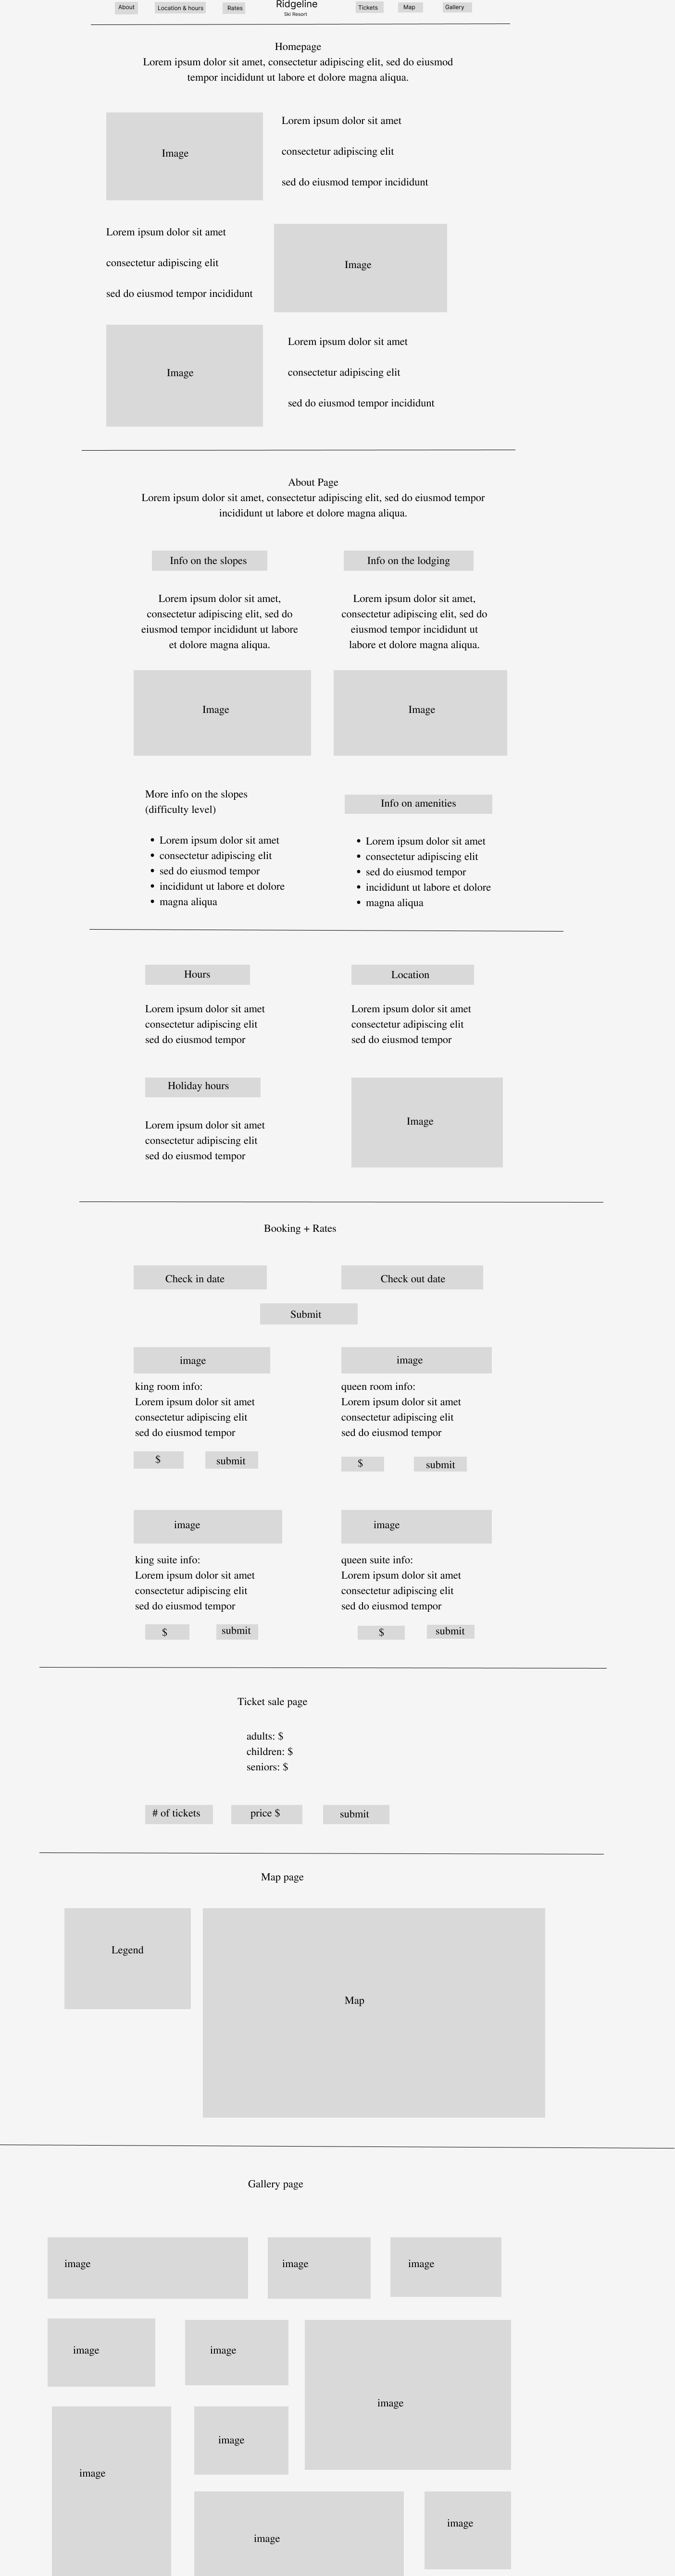 About
Location & hours
Rates
Ridgeline
Ski Resort
Tickets
Map
Gallery
Homepage
Lorem ipsum dolor sit amet, consectetur adipiscing elit, sed do eiusmod
tempor incididunt ut labore et dolore magna aliqua.
Image
Lorem ipsum dolor sit amet
consectetur adipiscing elit
sed do eiusmod tempor incididunt
Lorem ipsum dolor sit amet
consectetur adipiscing elit
sed do eiusmod tempor incididunt
Image
Image
Lorem ipsum dolor sit amet
consectetur adipiscing elit
sed do eiusmod tempor incididunt
About Page
Lorem ipsum dolor sit amet, consectetur adipiscing elit, sed do eiusmod tempor
incididunt ut labore et dolore magna aliqua.
Info on the slopes
Lorem ipsum dolor sit amet,
consectetur adipiscing elit, sed do
eiusmod tempor incididunt ut labore
et dolore magna aliqua.
Image
Info on the lodging
Lorem ipsum dolor sit amet,
consectetur adipiscing elit, sed do
eiusmod tempor incididunt ut
labore et dolore magna aliqua.
Image
More info on the slopes
(difficulty level)
• Lorem ipsum dolor sit amet
• consectetur adipiscing elit
• sed do eiusmod tempor
• incididunt ut labore et dolore
• magna aliqua
Info on amenities
• Lorem ipsum dolor sit amet
• consectetur adipiscing elit
• sed do eiusmod tempor
• incididunt ut labore et dolore
• magna aliqua
Hours
Lorem ipsum dolor sit amet
consectetur adipiscing elit
sed do eiusmod tempor
Holiday hours
Lorem ipsum dolor sit amet
consectetur adipiscing elit
sed do eiusmod tempor
Location
Lorem ipsum dolor sit amet
consectetur adipiscing elit
sed do eiusmod tempor
Image
Booking + Rates
Check in date
Check out date
Submit
image
king room info:
Lorem ipsum dolor sit amet
consectetur adipiscing elit
sed do eiusmod tempor
$
submit
image
queen room info:
Lorem ipsum dolor sit amet
consectetur adipiscing elit
sed do eiusmod tempor
$
submit
image
king suite info:
Lorem ipsum dolor sit amet
consectetur adipiscing elit
sed do eiusmod tempor
$
submit
image
queen suite info:
Lorem ipsum dolor sit amet
consectetur adipiscing elit
sed do eiusmod tempor
$
submit
Ticket sale page
adults: $
children: $
seniors: $
# of tickets
price $
submit
Map page
Legend
Map
Gallery page
image
image
image
image
image
image
image
image
image
image